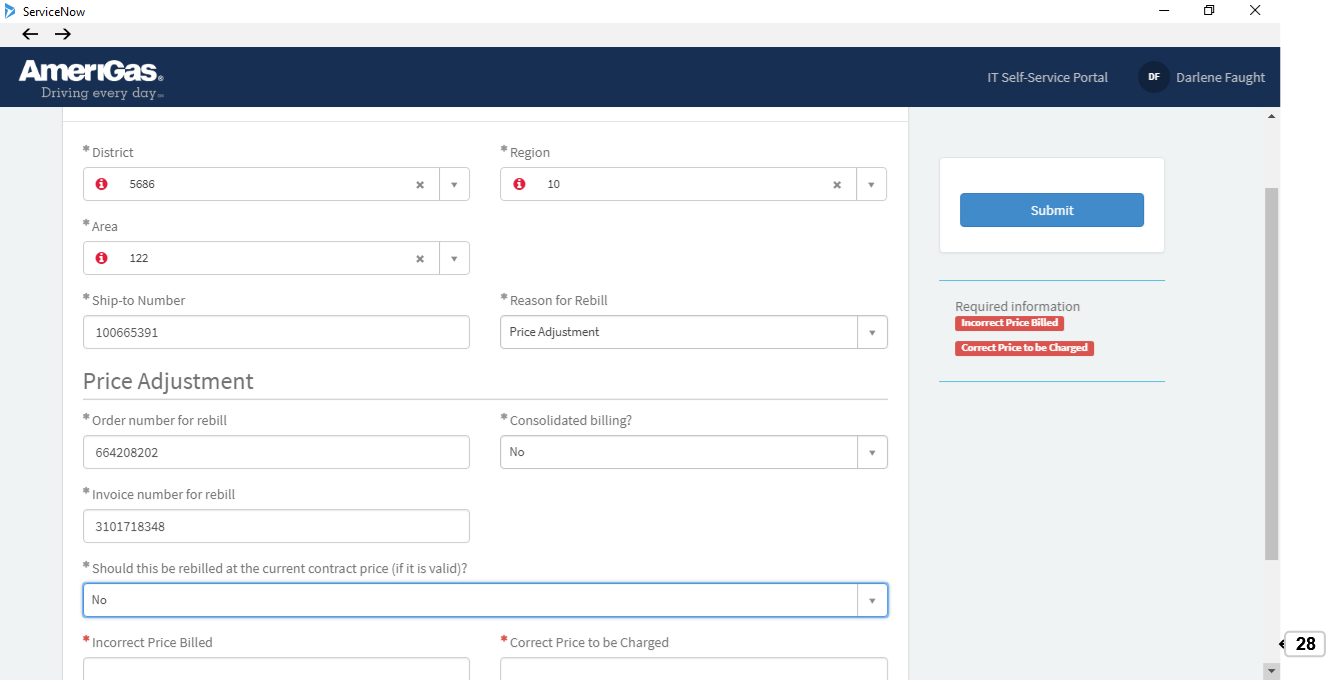 ServiceNow
AmeriGas.
Driving every day
IT Self-Service Portal
DF
Darlene Faught
* District
* Region
5686
10
* Area
122
* Ship-to Number
* Reason for Rebill
100665391
Price Adjustment
Price Adjustment
* Order number for rebill
* Consolidated billing?
664208202
No
* Invoice number for rebill
3101718348
* Should this be rebilled at the current contract price (if it is valid)?
No
* Incorrect Price Billed
* Correct Price to be Charged
Submit
Required information
Incorrect Price Billed
Correct Price to be Charged
28